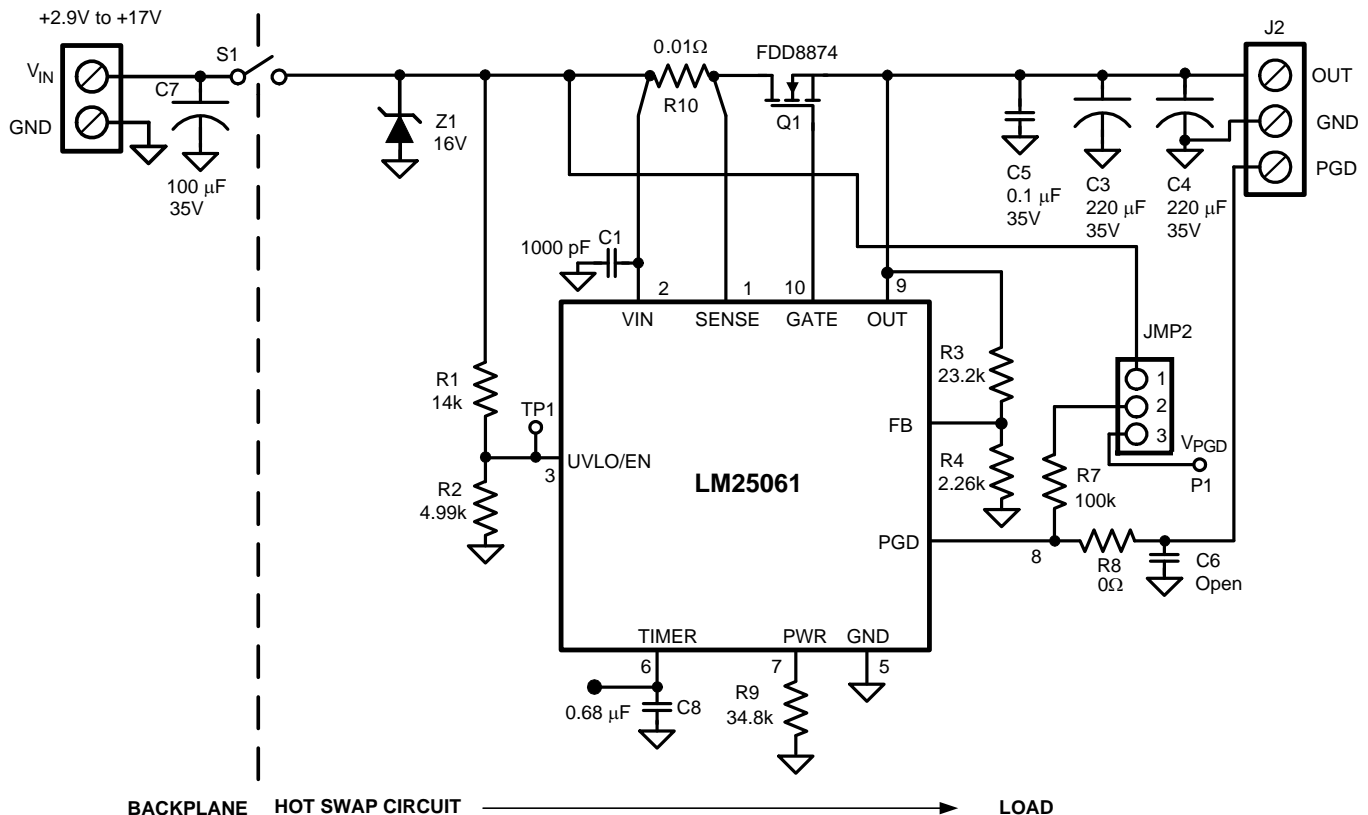 +2.9V to +17V
VIN
GND
C7
100 μF
35V
S1
Z1
16V
0.01Ω
R10
FDD8874
Q1
C5
0.1 μF
35V
C3
220 μF
35V
C4
220 μF
35V
J2
OUT
GND
PGD
1000 pF
C1
2
1
10
9
VIN
SENSE
GATE
OUT
R1
14k
TP1
UVLO/EN
3
R2
4.99k
LM25061
FB
PGD
8
R3
23.2k
R4
2.26k
JMP2
1
2
3
VPGD
P1
R7
100k
R8
0Ω
C6
Open
TIMER
PWR
GND
6
7
5
0.68 μF
C8
R9
34.8k
BACKPLANE
HOT SWAP CIRCUIT
LOAD